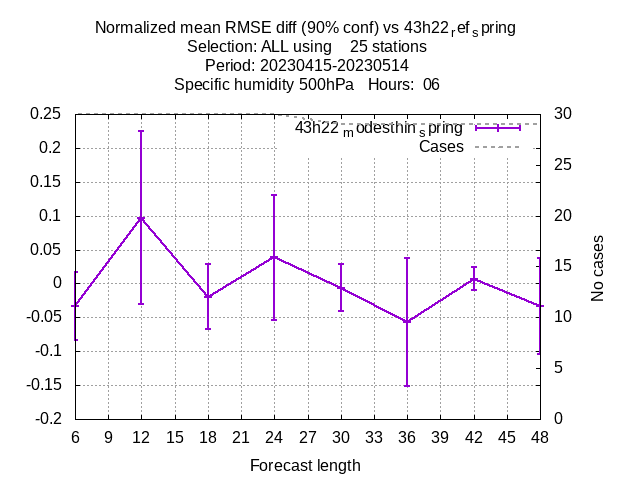 Normalized mean RMSE diff (90% conf) vs 43h22_ref_spring
Selection: ALL using 25 stations
Period: 20230415-20230514
Specific humidity 500hPa Hours: 06
43h22_modesthin_spring
Cases
0.25
0.2
0.15
0.1
0.05
0
-0.05
-0.1
-0.15
-0.2
30
25
20
15
10
5
0
No cases
6 9 12 15 18 21 24 27 30 33 36 39 42 45 48
Forecast length